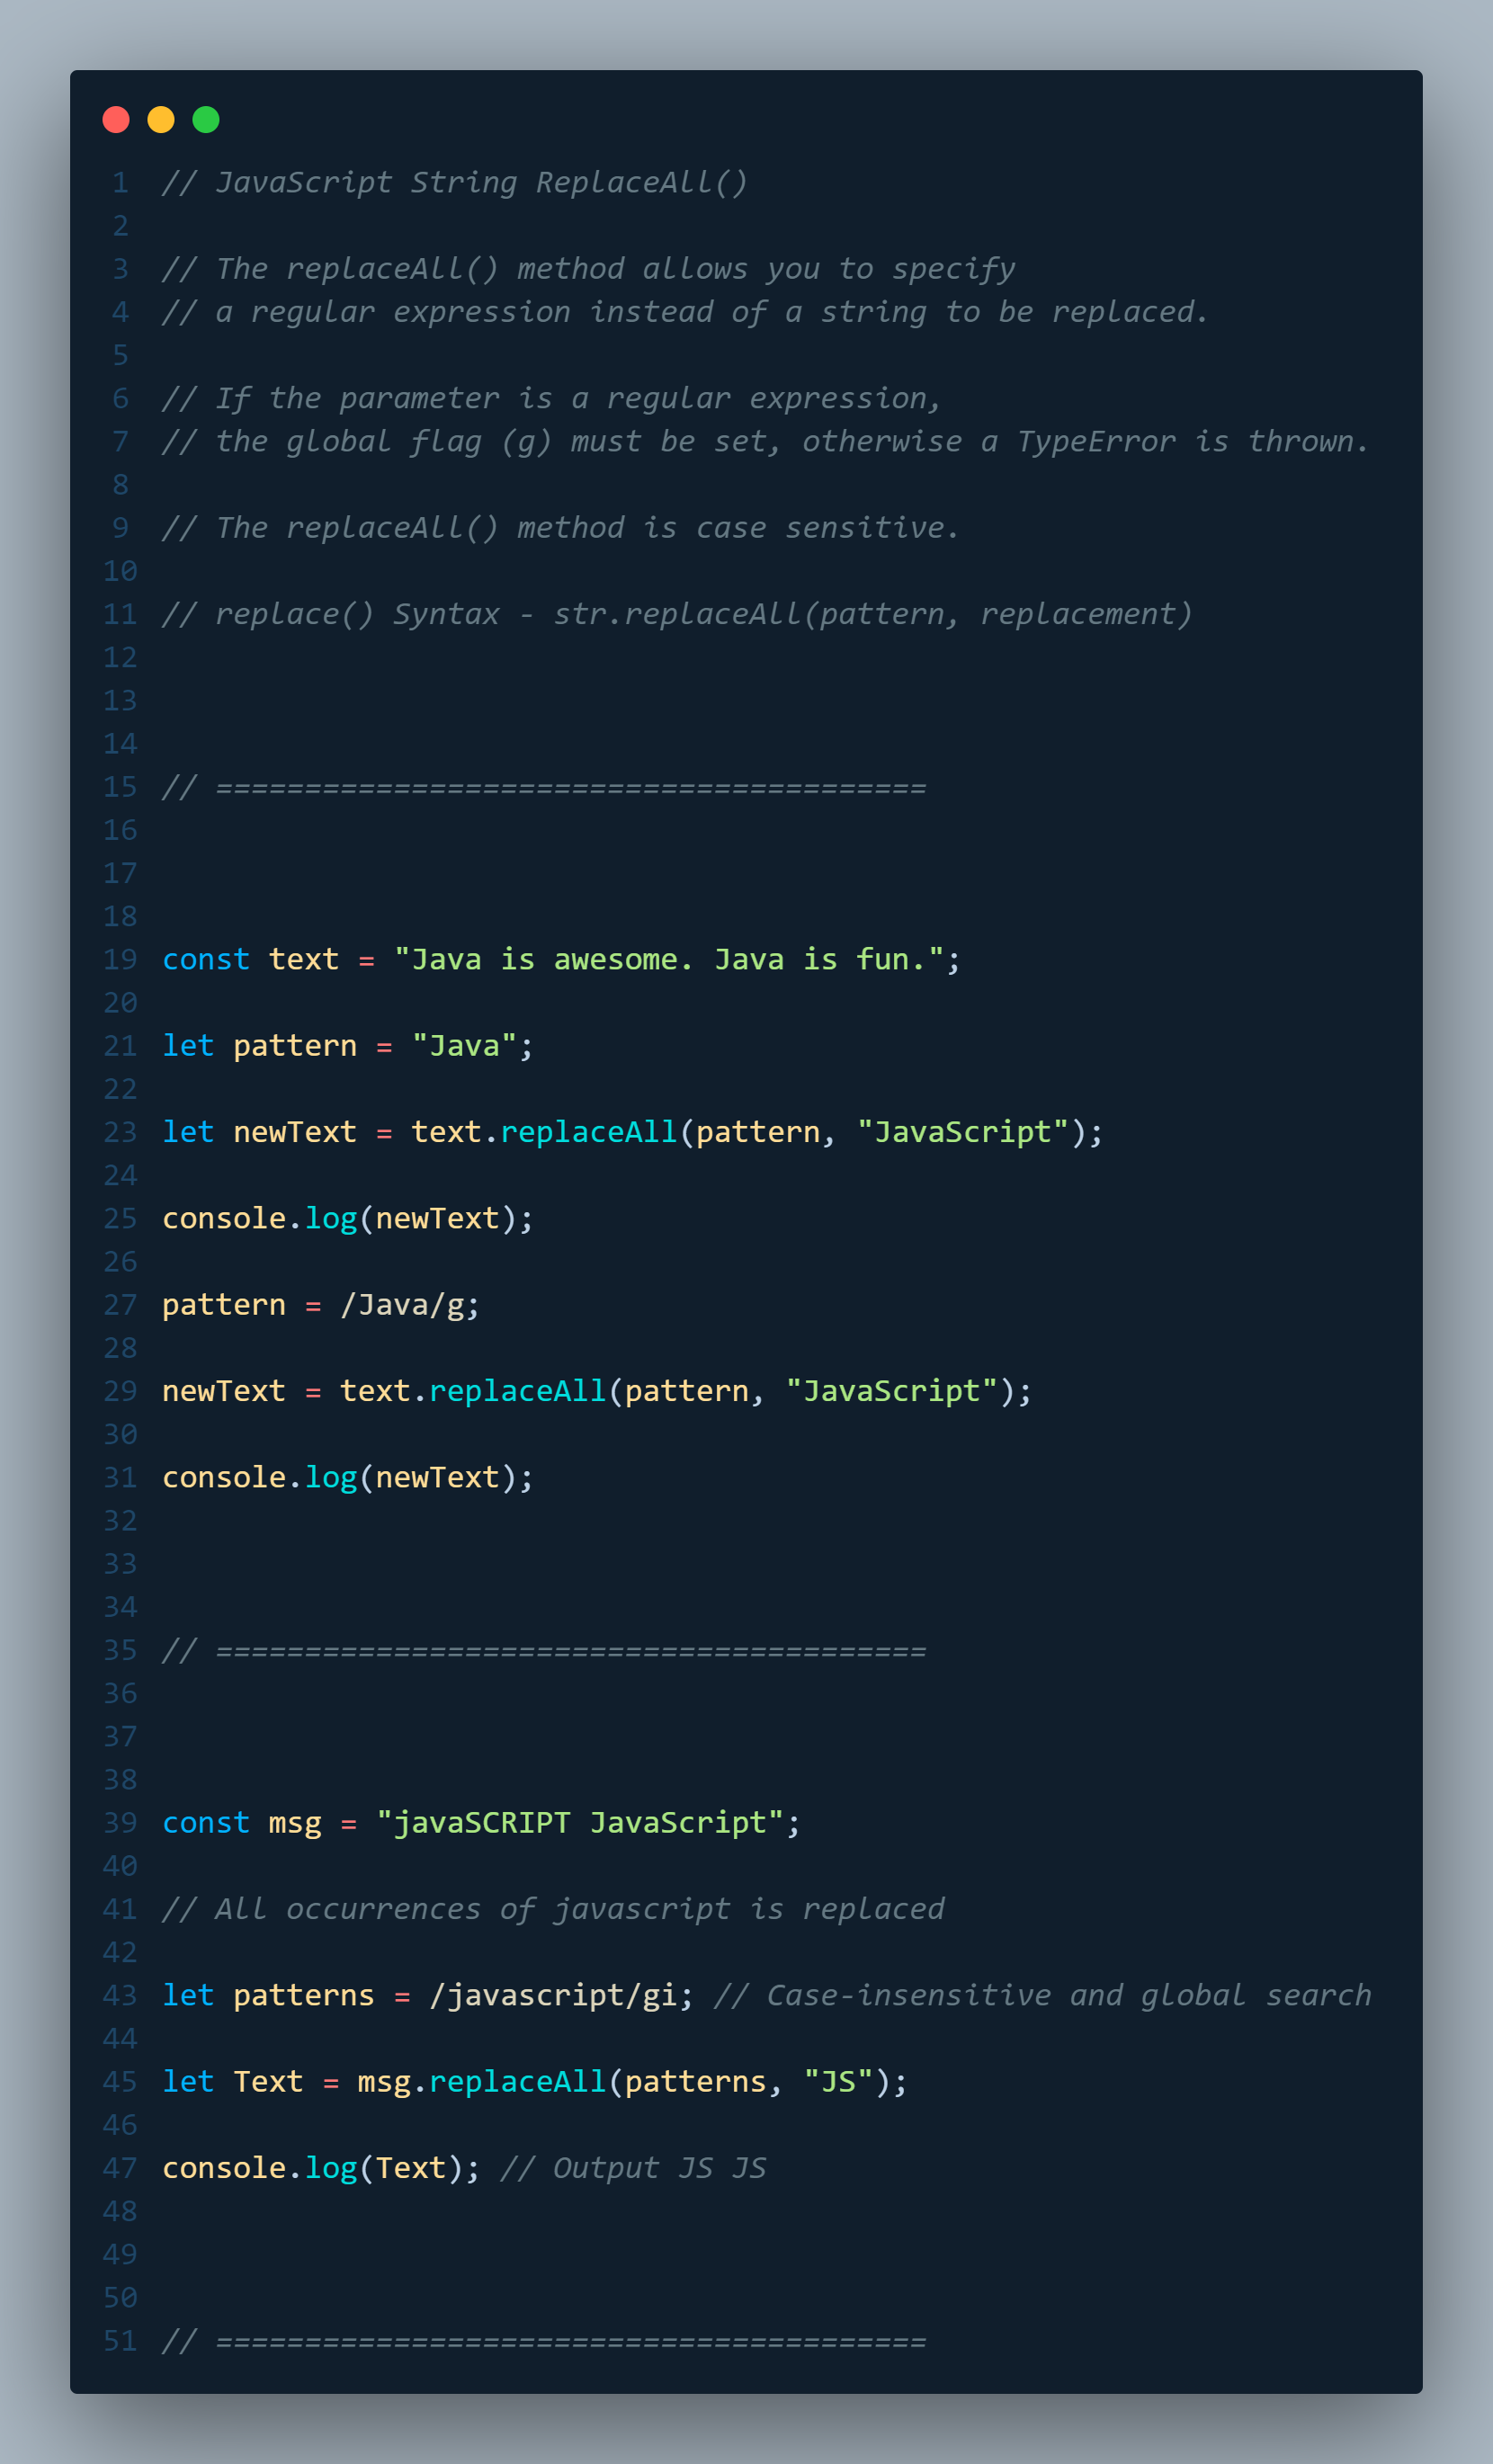 1 // JavaScript String ReplaceAll()
2
3 // The replaceAll() method allows you to specify
4 // a regular expression instead of a string to be replaced.
5
6 // If the parameter is a regular expression,
7 // the global flag (g) must be set, otherwise a TypeError is thrown.
8
9 // The replaceAll() method is case sensitive.
10
11 // replace() Syntax - str.replaceAll(pattern, replacement)
12
13
14
15 // ========================================
16
17
18
19 const text = "Java is awesome. Java is fun.";
20
21 let pattern = "Java";
22
23 let newText = text.replaceAll(pattern, "JavaScript");
24
25 console.log(newText);
26
27 pattern = /Java/g;
28
29 newText = text.replaceAll(pattern, "JavaScript");
30
31 console.log(newText);
32
33
34
35 // ========================================
36
37
38
39 const msg = "javaSCRIPT JavaScript";
40
41 // All occurrences of javascript is replaced
42
43 let patterns = /javascript/gi; // Case-insensitive and global search
44
45 let Text = msg.replaceAll(patterns, "JS");
46
47 console.log(Text); // Output JS JS
48
49
50
51 // ========================================